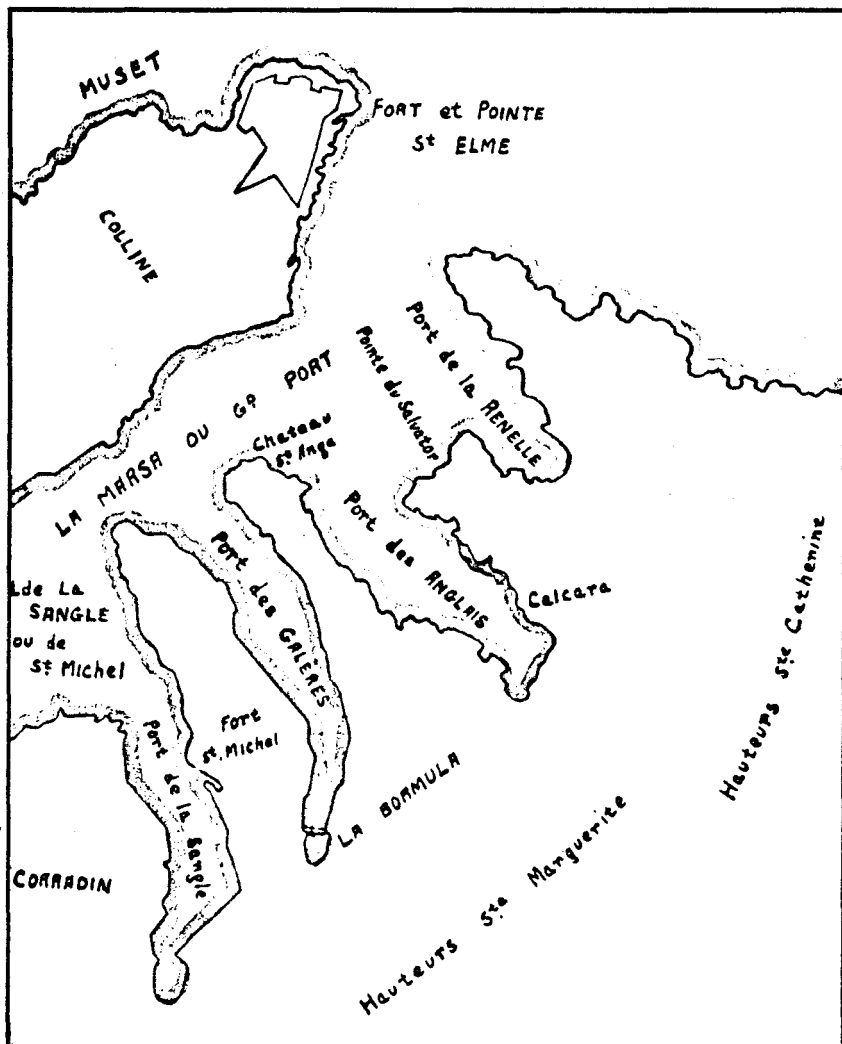 MUSET
FORT et POINTE
St ELME
COLLINE
Port de la RENELLE
Pointe du Salvator
LA MARSA OU Gd PORT
Chateau
St Ange
Port des ANGLAIS
Port des GALÈRES
Calcara
Hauteurs Ste Catherine
I. de La
SANGLE
ou de
St Michel
Fort
St. Michel
Port de la Sangle
LA BORMULA
CORRADIN
Hauteurs Sta Marguerite